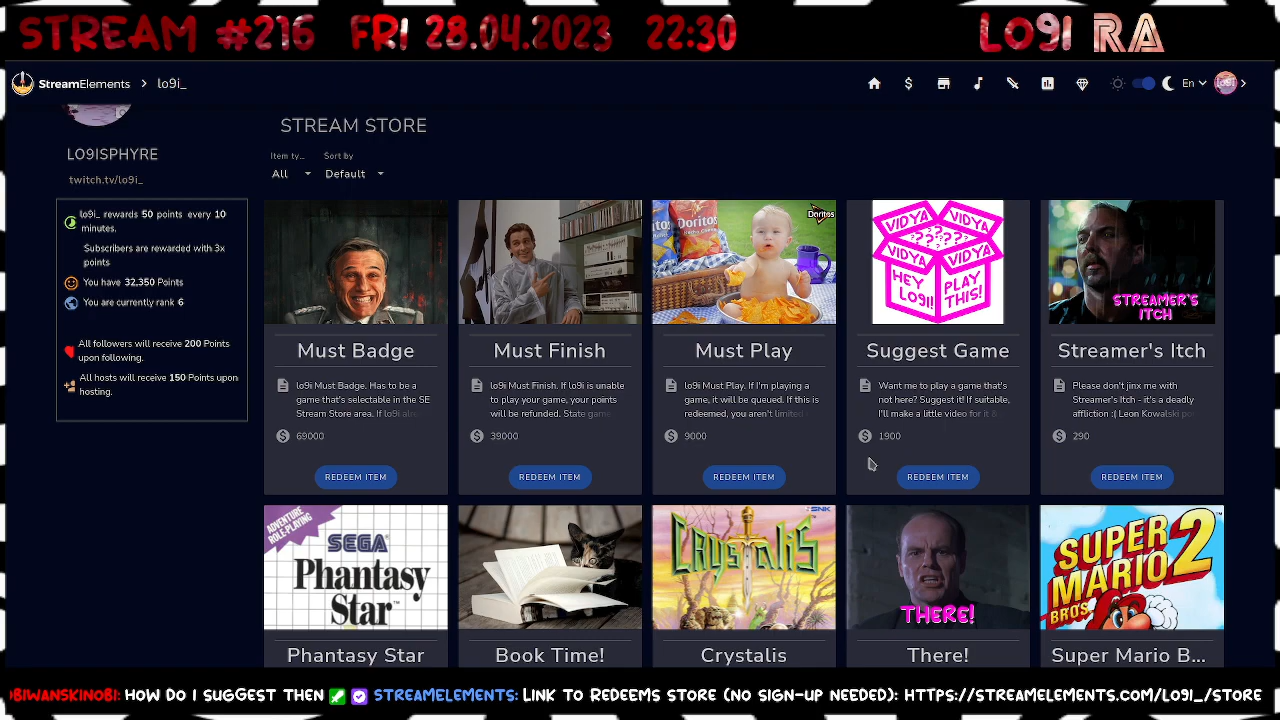 STREAM #216 FRI 28.04.2023 22:30 LO9I RA
StreamElements > lo9i_
En
LO9ISPHYRE
twitch.tv/lo9i_
lo9i_ rewards 50 points every 10
minutes.
Subscribers are rewarded with 3x
points
You have 32,350 Points
You are currently rank 6
All followers will receive 200 Points
upon following.
All hosts will receive 150 Points upon
hosting.
STREAM STORE
Item ty... Sort by
All Default
Must Badge
lo9i Must Badge. Has to be a
game that's selectable in the SE
Stream Store area. If lo9i
69000
REDEEM ITEM
Must Finish
lo9i Must Finish. If lo9i is unable
to play your game, your points
will be refunded. State game
39000
REDEEM ITEM
Doritos
Doritos
Must Play
lo9i Must Play. If I'm playing a
game, it will be queued. If this is
redeemed, you aren't limited
9000
REDEEM ITEM
VIDYA VIDYA
??????
VIDYA VIDYA
HEY LO9I! PLAY THIS!
Suggest Game
Want me to play a game that's
not here? Suggest it! If suitable,
I'll make a little video for it &
1900
REDEEM ITEM
STREAMER'S
ITCH
Streamer's Itch
Please don't jinx me with
Streamer's Itch - it's a deadly
affliction :( Leon Kowalski
290
REDEEM ITEM
ADVENTURE
ROLE-PLAYING
SEGA
Phantasy
Star™
Phantasy Star
Book Time!
SNK
CRYSTALIS
Crystalis
THERE!
There!
SUPER
MARIO
BROS 2
Super Mario B...
BIWANSKINOBI: HOW DO I SUGGEST THEN STREAMELEMENTS: LINK TO REDEEMS STORE (NO SIGN-UP NEEDED): HTTPS://STREAMELEMENTS.COM/LO9I_/STORE